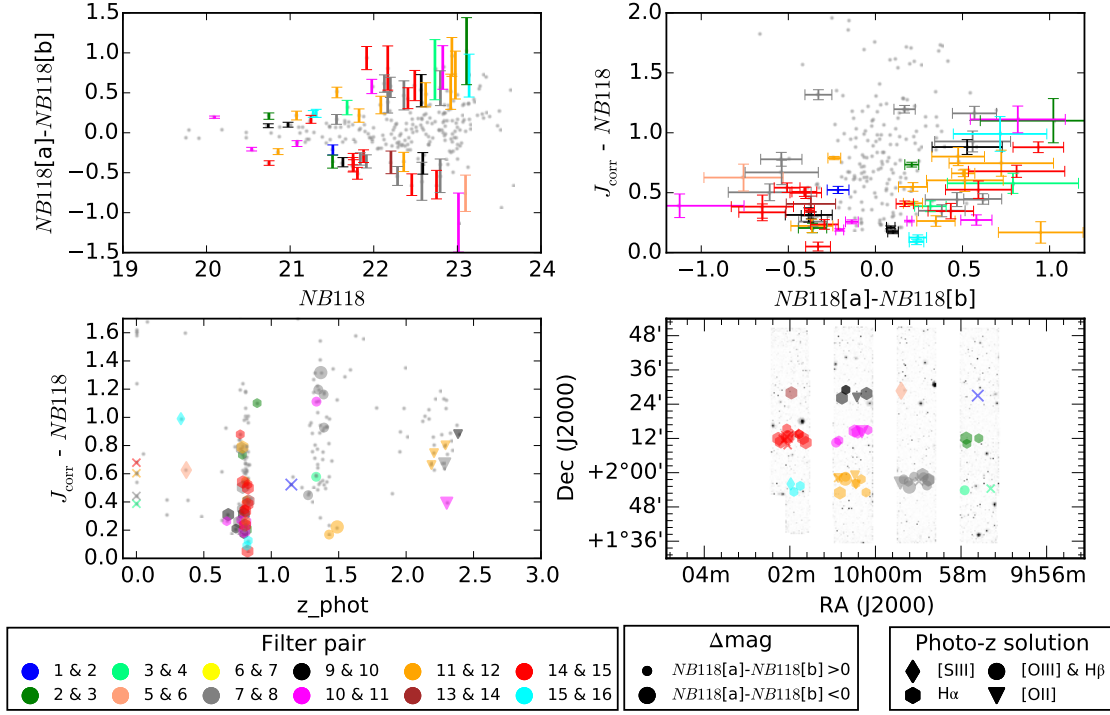 NB118[a]-NB118[b]
1.5
1.0
0.5
0.0
−0.5
−1.0
−1.5
19 20 21 22 23 24
NB118
J_corr - NB118
2.0
1.5
1.0
0.5
0.0
−1.0 −0.5 0.0 0.5 1.0
NB118[a]-NB118[b]
J_corr - NB118
1.6
1.4
1.2
1.0
0.8
0.6
0.4
0.2
0.0
0.0 0.5 1.0 1.5 2.0 2.5 3.0
z_phot
Dec (J2000)
48'
36'
24'
12'
+2°00'
48'
+1°36'
04m 02m 10h00m 58m 9h56m
RA (J2000)
Filter pair
1 & 2 3 & 4 6 & 7 9 & 10 11 & 12 14 & 15
2 & 3 5 & 6 7 & 8 10 & 11 13 & 14 15 & 16
Δmag
NB118[a]-NB118[b] >0
NB118[a]-NB118[b] <0
Photo-z solution
[SIII] [OIII] & Hβ
Hα [OII]